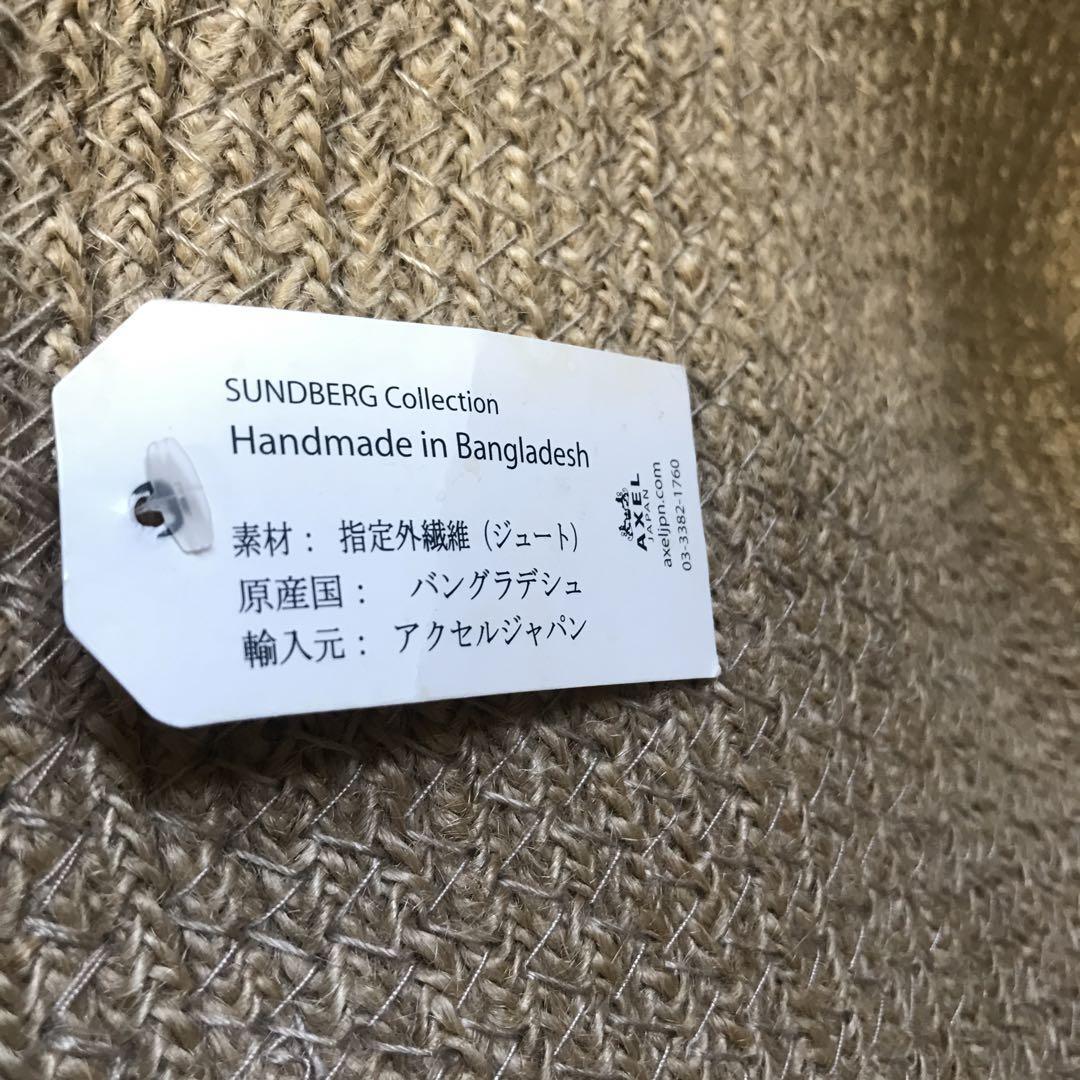 SUNDBERG Collection
Handmade in Bangladesh
素材： 指定外繊維（ジュート）
原産国： バングラデシュ
輸入元： アクセルジャパン
AXEL
JAPAN
axeljpn.com
03-3382-1760